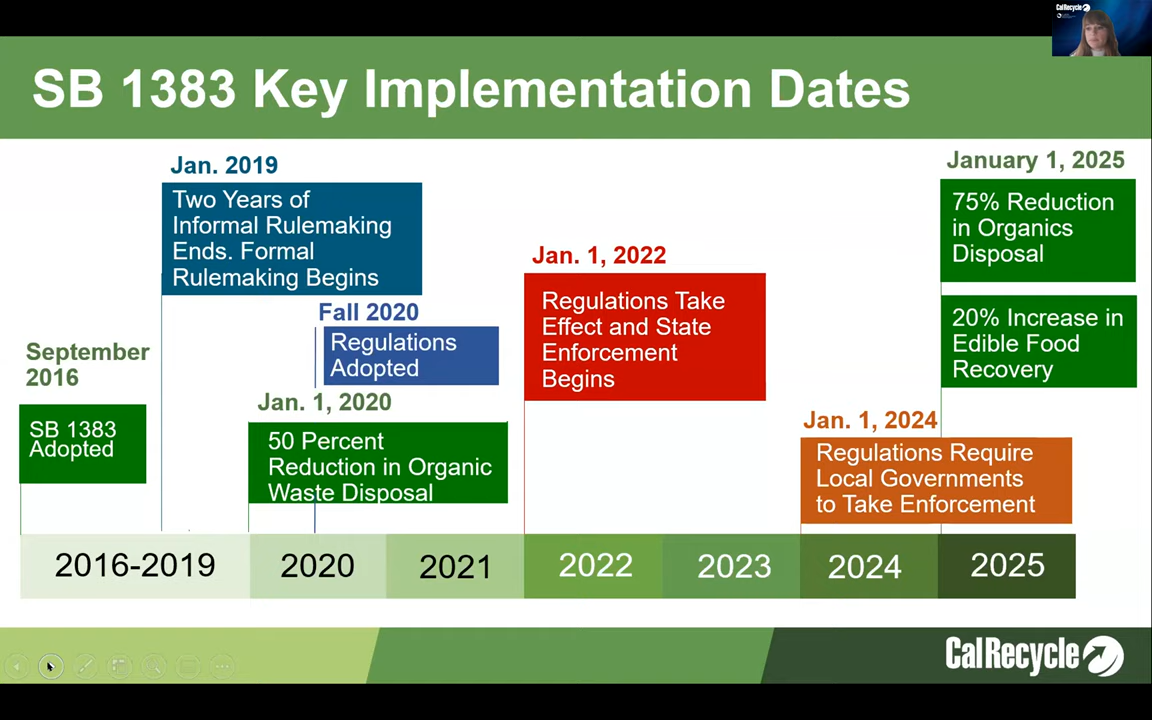 CalRecycle
SB 1383 Key Implementation Dates
Jan. 2019
Two Years of
Informal Rulemaking
Ends. Formal
Rulemaking Begins
January 1, 2025
75% Reduction
in Organics
Disposal
20% Increase in
Edible Food
Recovery
Jan. 1, 2022
Regulations Take
Effect and State
Enforcement
Begins
Fall 2020
Regulations
Adopted
September
2016
SB 1383
Adopted
Jan. 1, 2020
50 Percent
Reduction in Organic
Waste Disposal
Jan. 1, 2024
Regulations Require
Local Governments
to Take Enforcement
2016-2019
2020
2021
2022
2023
2024
2025
CalRecycle